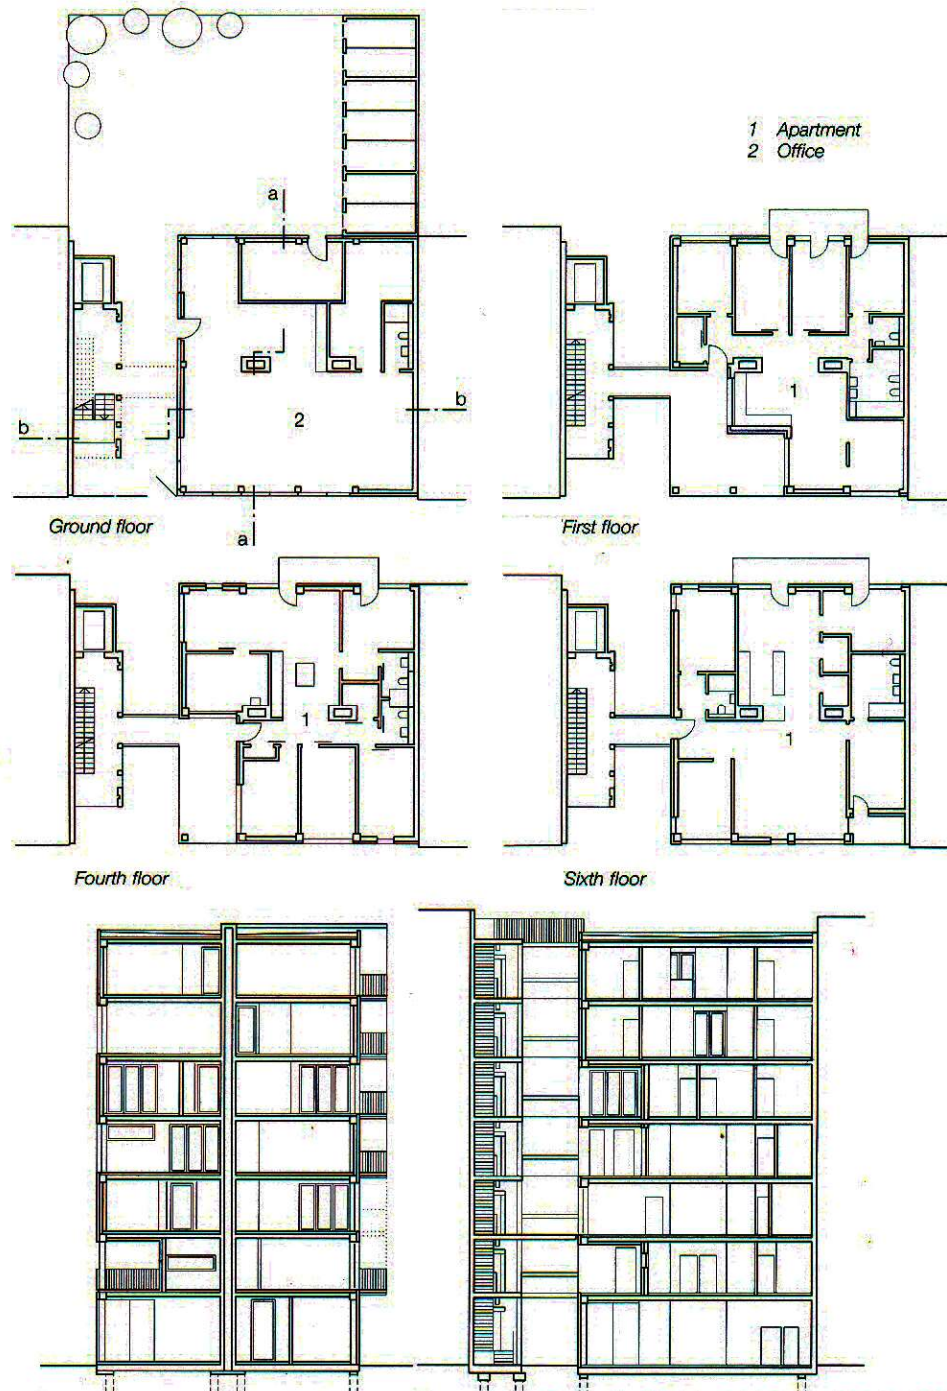 1 Apartment
2 Office
a
b
b
2
a
1
Ground floor
First floor
1
1
Fourth floor
Sixth floor